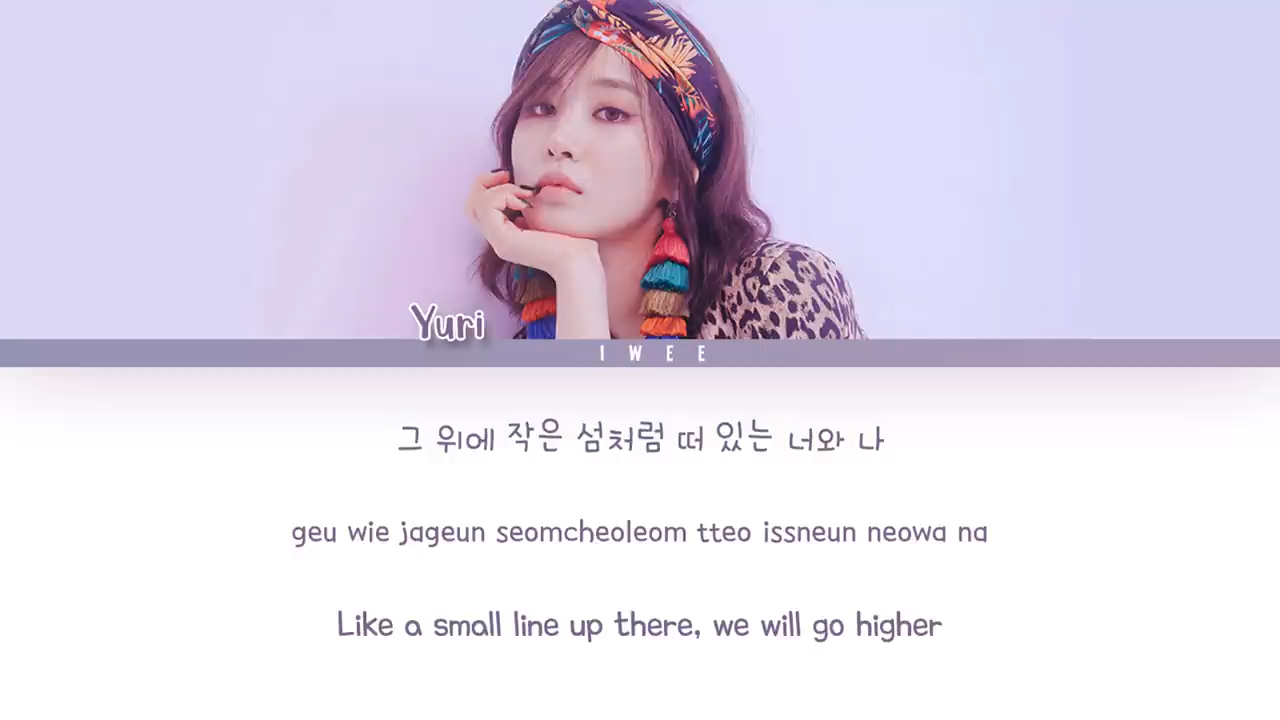 Yuri
I W E E
그 위에 작은 섬처럼 떠 있는 너와 나
geu wie jageun seomcheoleom tteo issneun neowa na
Like a small line up there, we will go higher